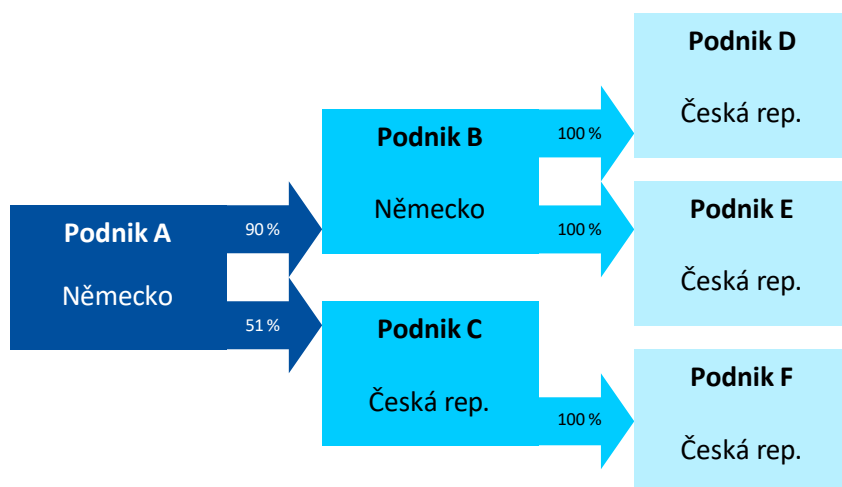 Podnik A
Německo
90 %
51 %
Podnik B
Německo
100 %
100 %
Podnik C
Česká rep.
100 %
Podnik D
Česká rep.
Podnik E
Česká rep.
Podnik F
Česká rep.